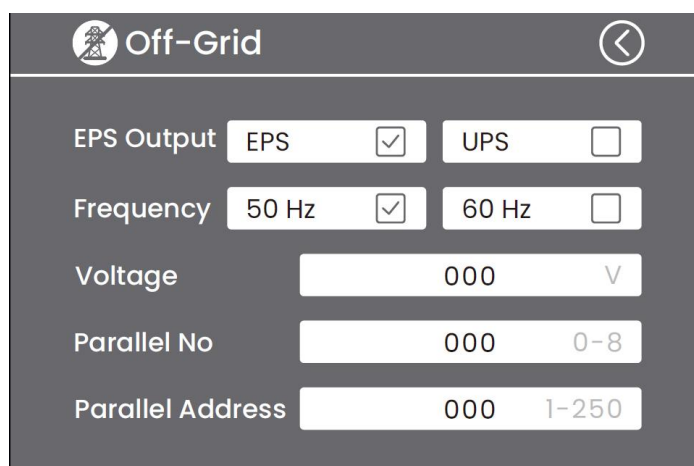 Off-Grid
EPS Output EPS UPS
Frequency 50 Hz 60 Hz
Voltage 000 V
Parallel No 000 0-8
Parallel Address 000 1-250